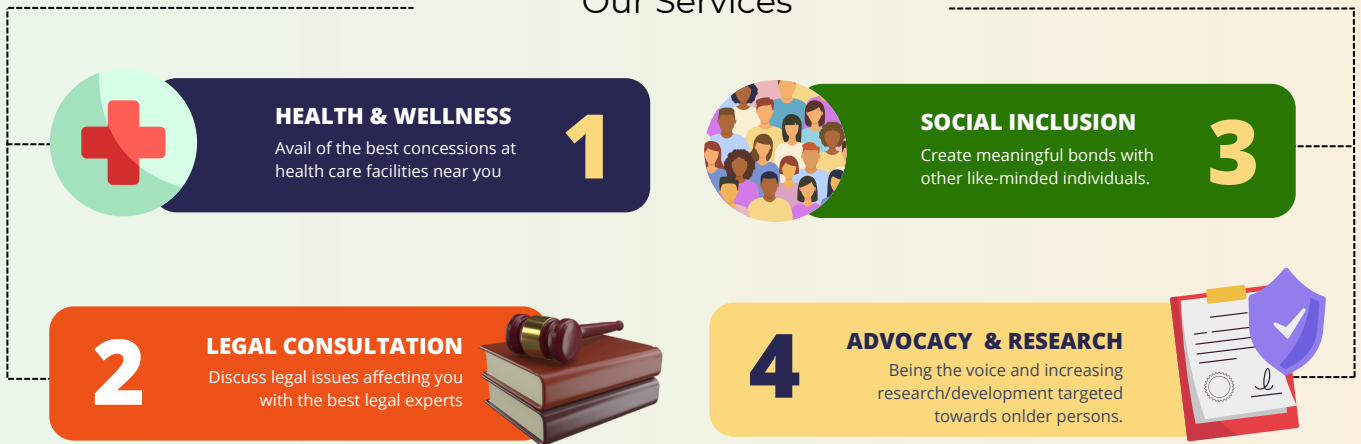 Our Services
HEALTH & WELLNESS
Avail of the best concessions at
health care facilities near you
1
2
LEGAL CONSULTATION
Discuss legal issues affecting you
with the best legal experts
SOCIAL INCLUSION
Create meaningful bonds with
other like-minded individuals.
3
4
ADVOCACY & RESEARCH
Being the voice and increasing
research/development targeted
towards onlder persons.